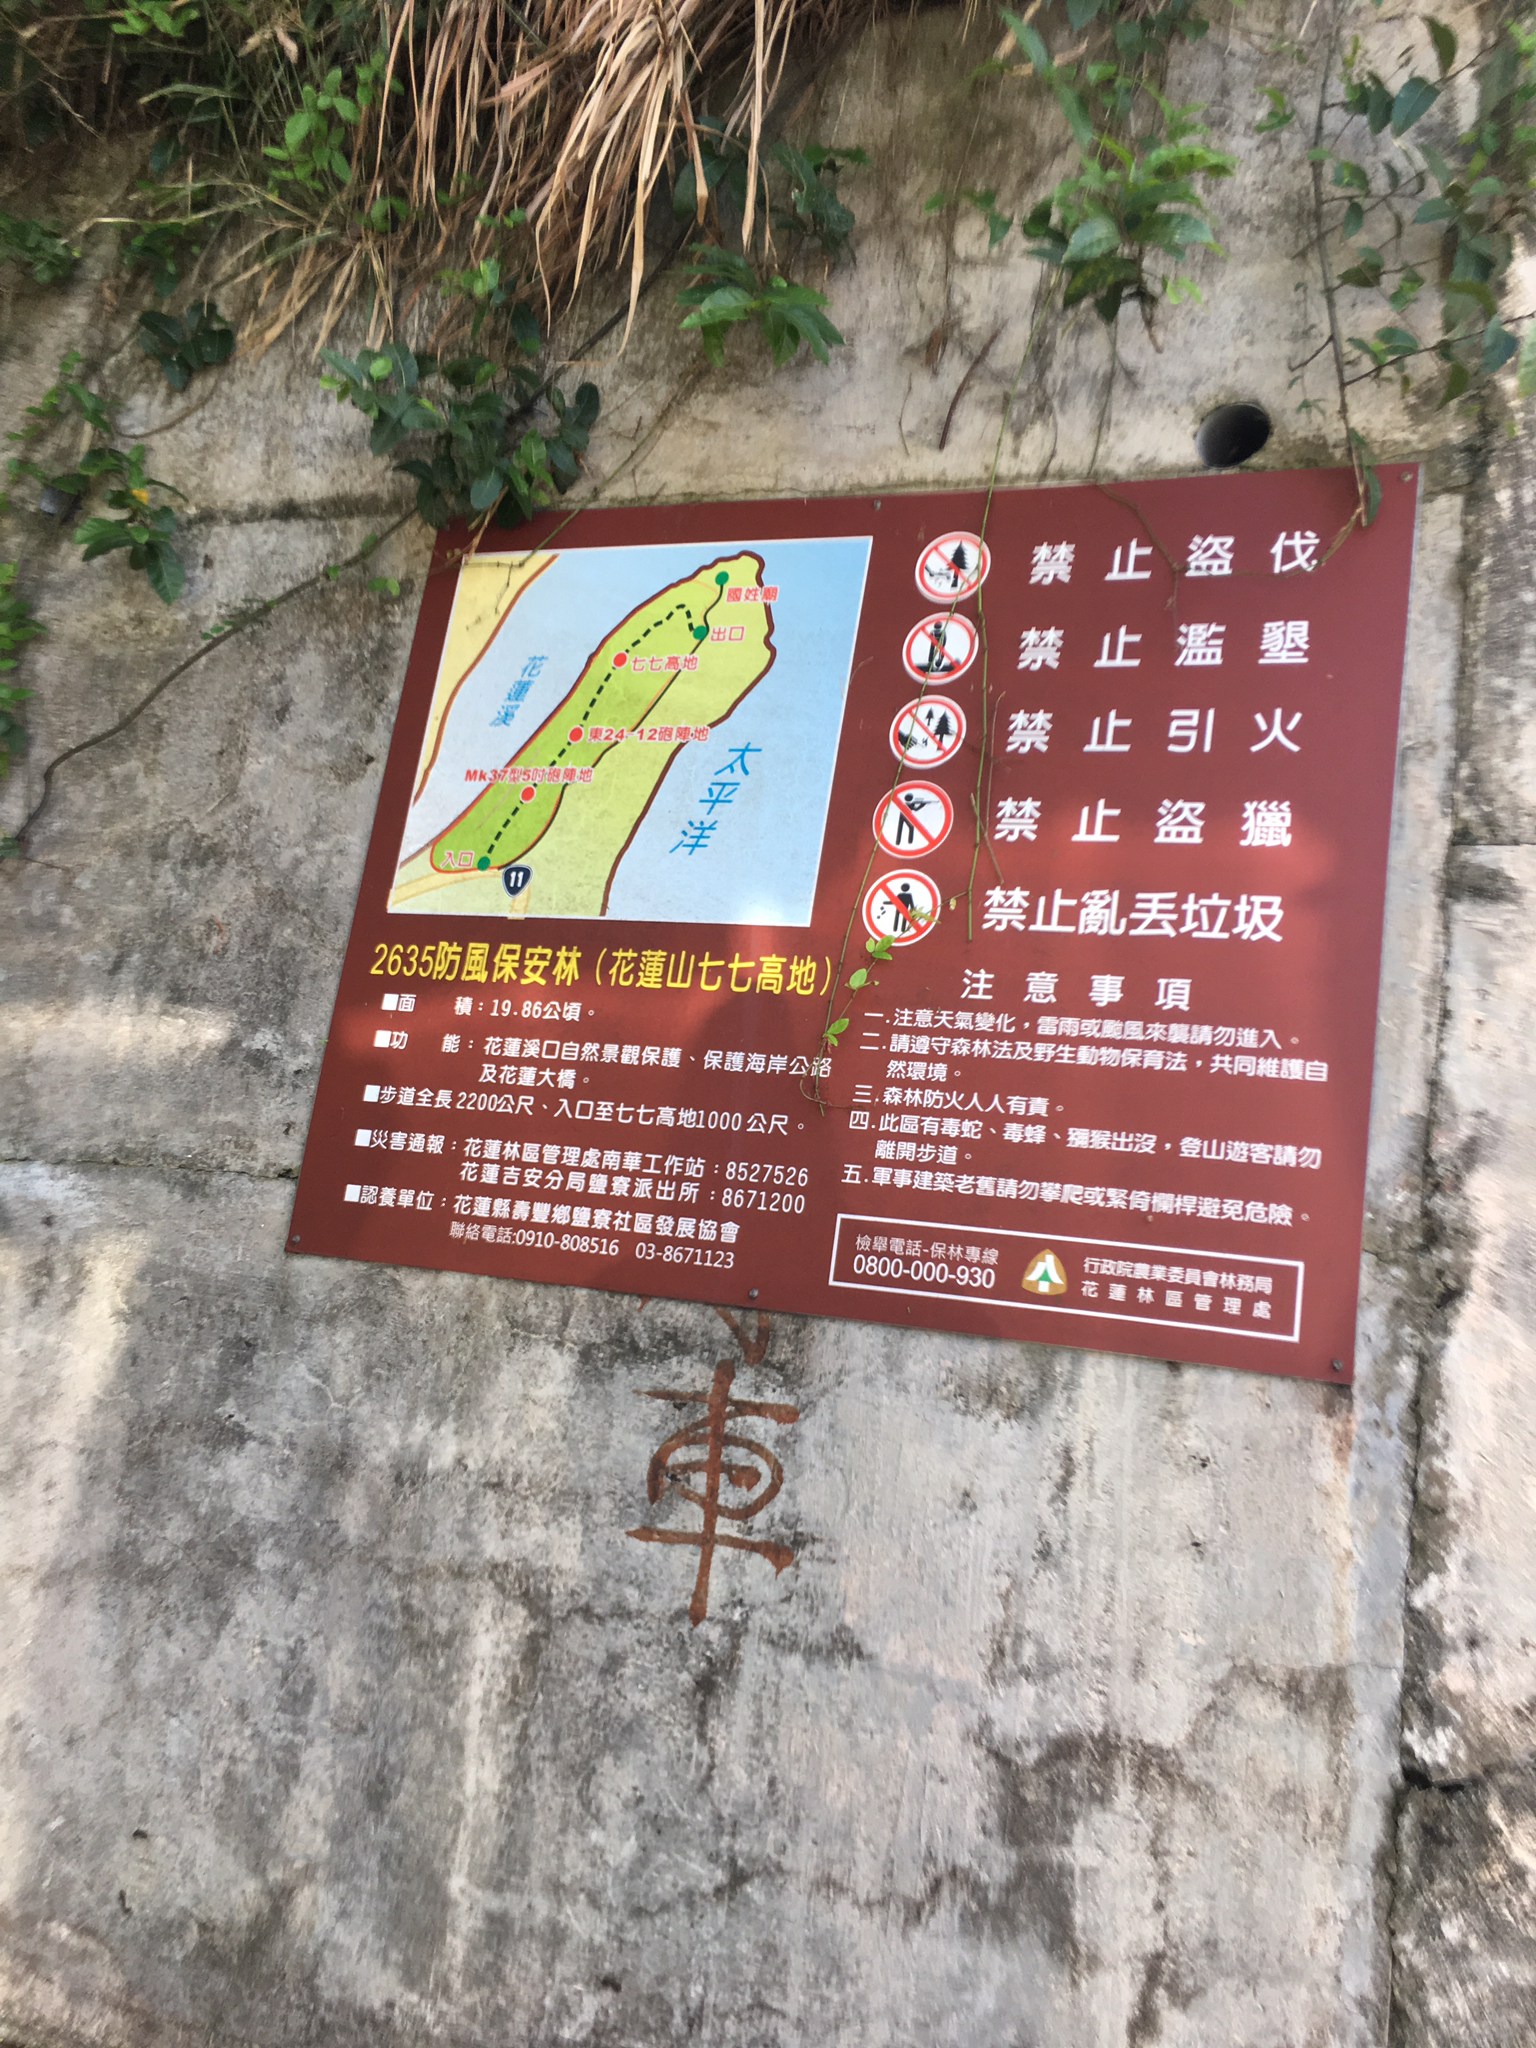 國姓廟
出口
七七高地
花蓮溪
東24-12砲陣地
Mk37型5吋砲陣地
太平洋
入口
11
2635防風保安林（花蓮山七七高地）
■面　積：19.86公頃。
■功　能：花蓮溪口自然景觀保護、保護海岸公路
及花蓮大橋。
■步道全長2200公尺、入口至七七高地1000公尺。
■災害通報：花蓮林區管理處南華工作站：8527526
花蓮吉安分局鹽寮派出所：8671200
■認養單位：花蓮縣壽豐鄉鹽寮社區發展協會
聯絡電話:0910-808516 03-8671123
禁止盜伐
禁止濫墾
禁止引火
禁止盜獵
禁止亂丟垃圾
注意事項
一.注意天氣變化，雷雨或颱風來襲請勿進入。
二.請遵守森林法及野生動物保育法，共同維護自
然環境。
三.森林防火人人有責。
四.此區有毒蛇、毒蜂、獼猴出沒，登山遊客請勿
離開步道。
五.軍事建築老舊請勿攀爬或緊倚欄桿避免危險。
檢舉電話-保林專線
0800-000-930
行政院農業委員會林務局
花蓮林區管理處
車